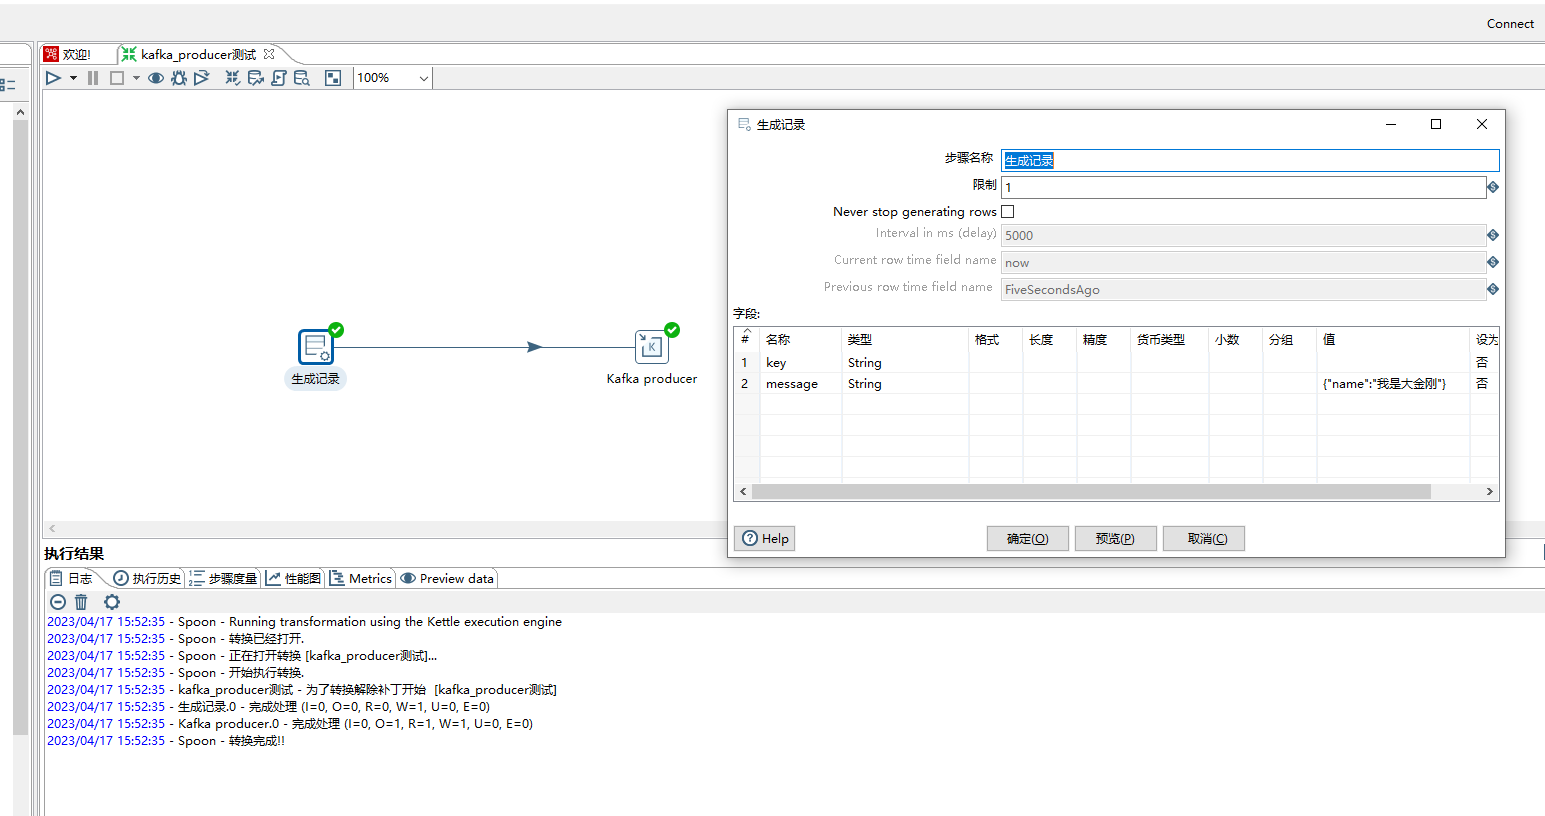 Connect
欢迎!
kafka_producer测试
100%
生成记录
步骤名称 生成记录
限制 1
Never stop generating rows
Interval in ms (delay) 5000
Current row time field name now
Previous row time field name FiveSecondsAgo
字段:
# 名称 类型 格式 长度 精度 货币类型 小数 分组 值 设为
1 key String 否
2 message String {"name":"我是大金刚"} 否
Help 确定(O) 预览(P) 取消(C)
生成记录
K
Kafka producer
执行结果
日志 执行历史 步骤度量 性能图 Metrics Preview data
2023/04/17 15:52:35 - Spoon - Running transformation using the Kettle execution engine
2023/04/17 15:52:35 - Spoon - 转换已经打开.
2023/04/17 15:52:35 - Spoon - 正在打开转换 [kafka_producer测试]...
2023/04/17 15:52:35 - Spoon - 开始执行转换.
2023/04/17 15:52:35 - kafka_producer测试 - 为了转换解除补丁开始  [kafka_producer测试]
2023/04/17 15:52:35 - 生成记录.0 - 完成处理 (I=0, O=0, R=0, W=1, U=0, E=0)
2023/04/17 15:52:35 - Kafka producer.0 - 完成处理 (I=0, O=1, R=1, W=1, U=0, E=0)
2023/04/17 15:52:35 - Spoon - 转换完成!!